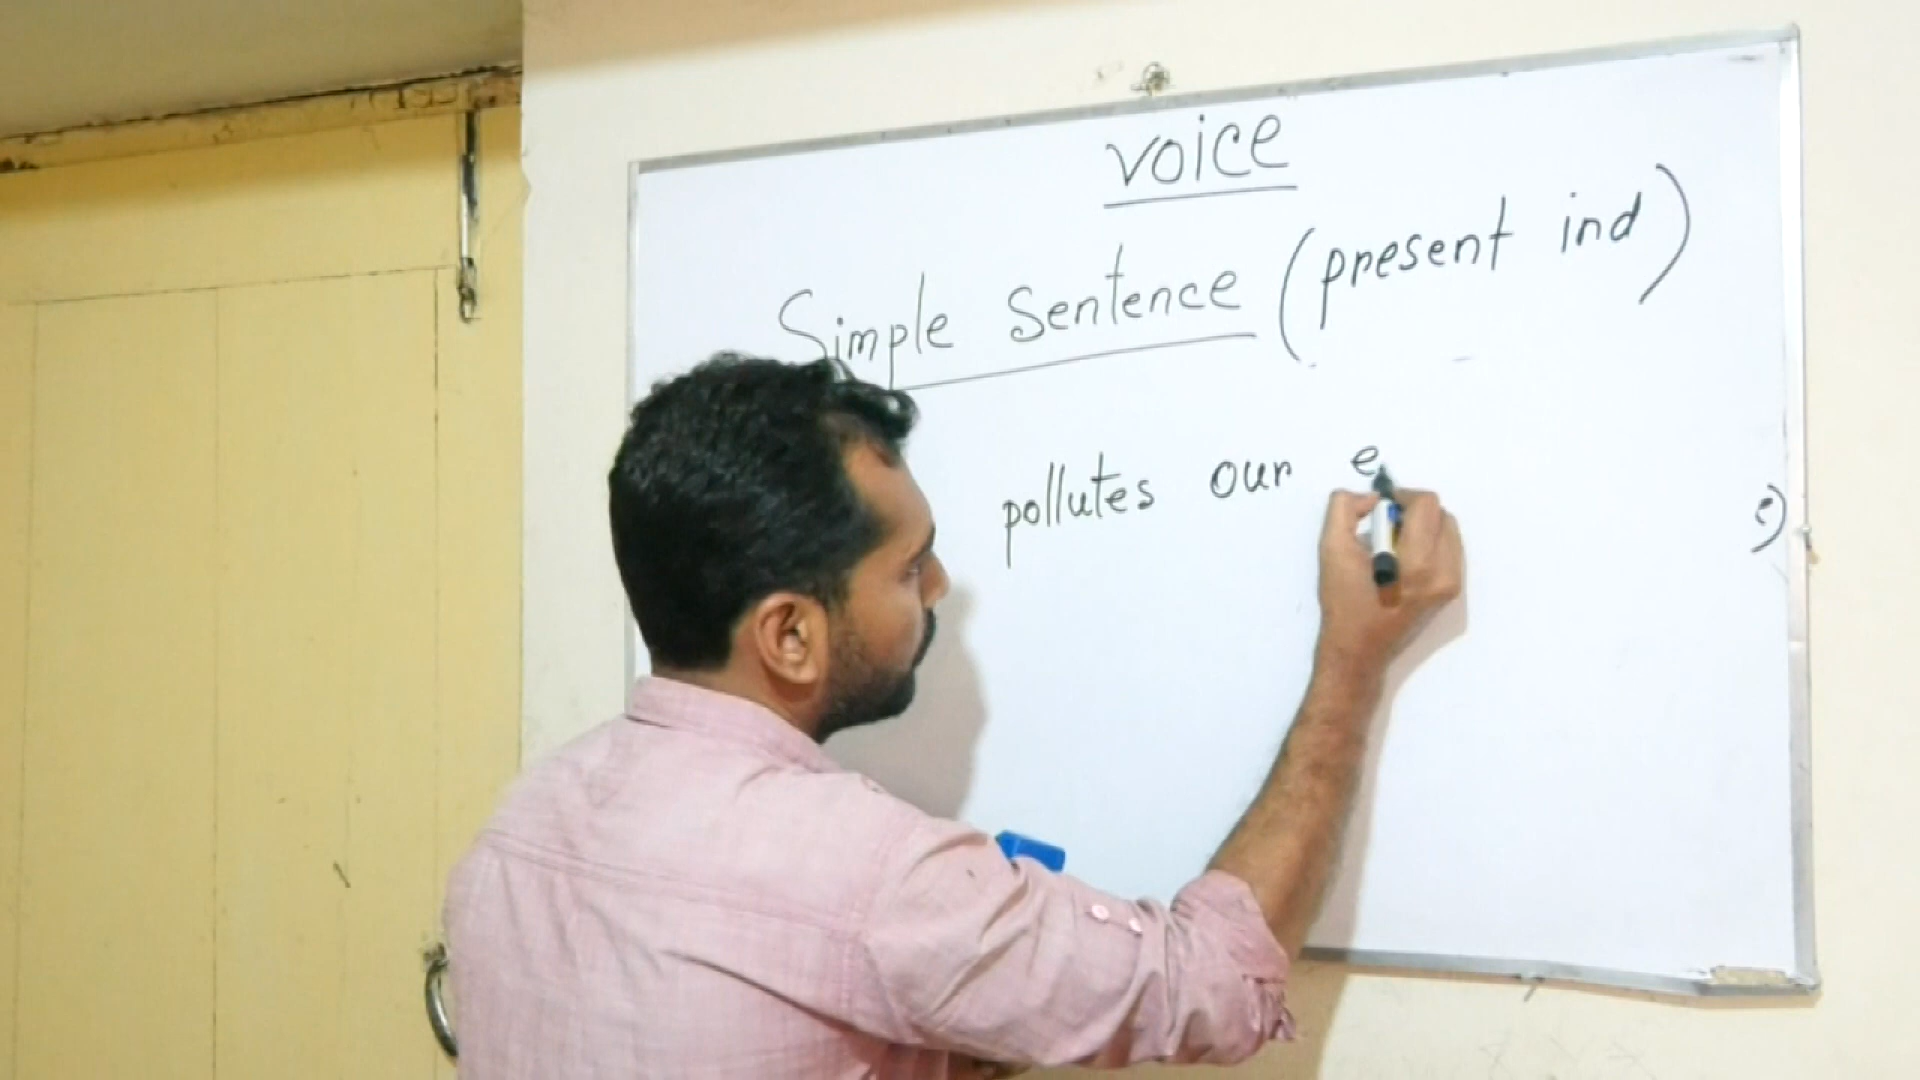 voice
Simple Sentence (present ind)
pollutes our e
e)